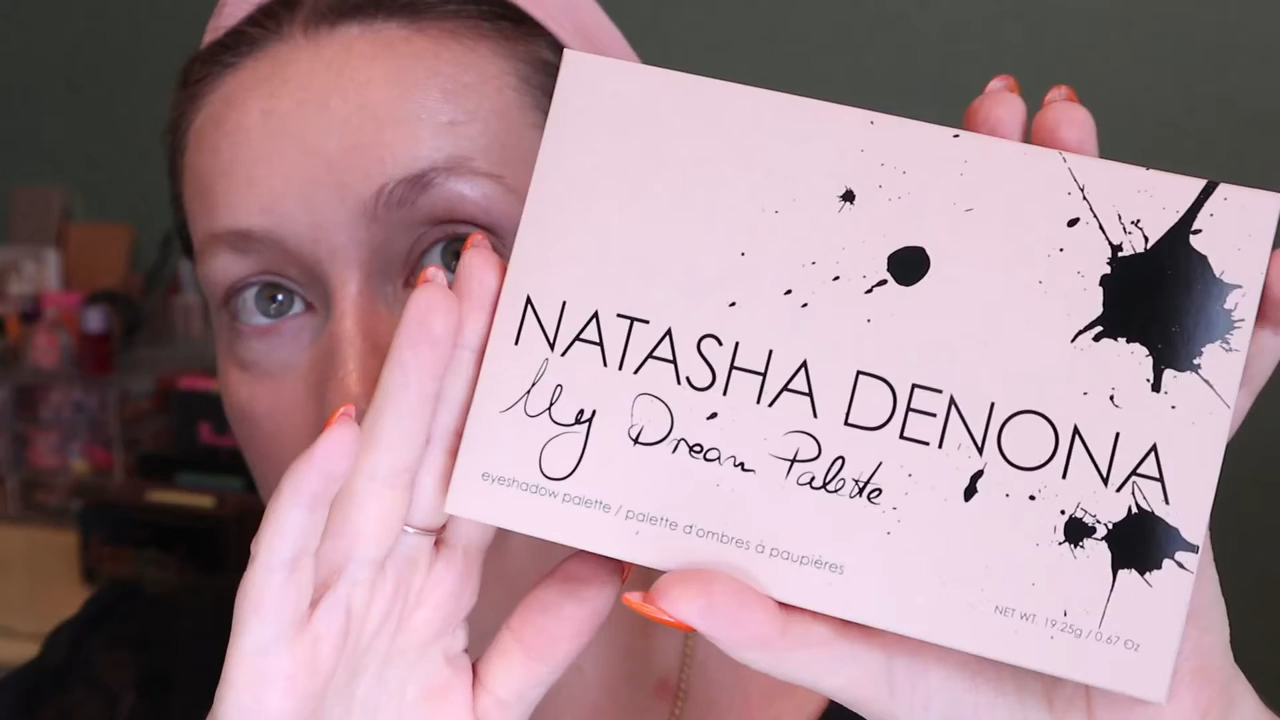 NATASHA DENONA
My Dream Palette
eyeshadow palette / palette d'ombres à paupières
NET WT. 19.25g / 0.67 Oz